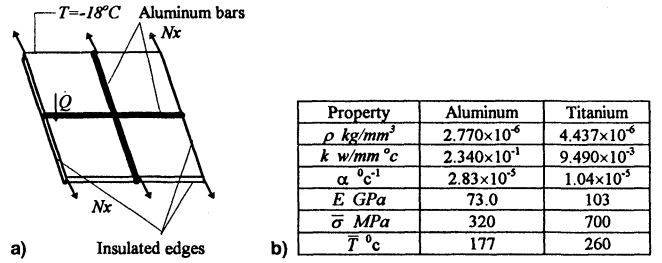 T=-18°C Aluminum bars
Nx
Q
Nx
a) Insulated edges
b)
Property Aluminum Titanium
ρ kg/mm³ 2.770×10⁻⁶ 4.437×10⁻⁶
k w/mm °c 2.340×10⁻¹ 9.490×10⁻³
α ⁰c⁻¹ 2.83×10⁻⁵ 1.04×10⁻⁵
E GPa 73.0 103
σ̅ MPa 320 700
T̅ ⁰c 177 260